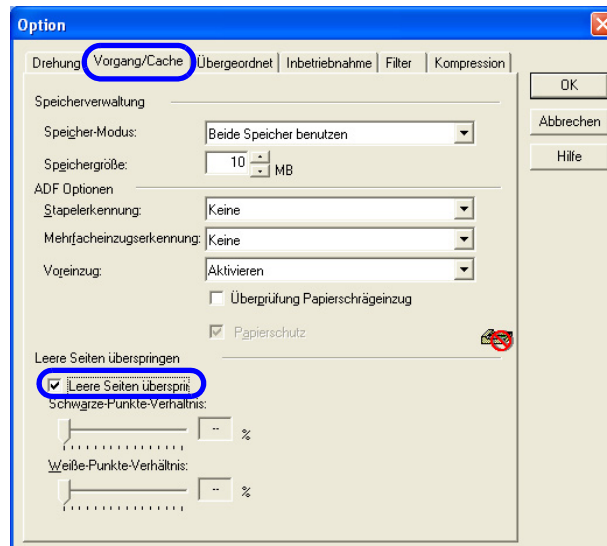 Option
Drehung Vorgang/Cache Übergeordnet Inbetriebnahme Filter Kompression
OK
Abbrechen
Hilfe
Speicherverwaltung
Speicher-Modus: Beide Speicher benutzen
Speichergröße: 10 MB
ADF Optionen
Stapelerkennung: Keine
Mehrfacheinzugserkennung: Keine
Voreinzug: Aktivieren
Überprüfung Papierschrägeinzug
Papierschutz
Leere Seiten überspringen
Leere Seiten überspri
Schwarze-Punkte-Verhältnis:
-- %
Weiße-Punkte-Verhältnis:
-- %